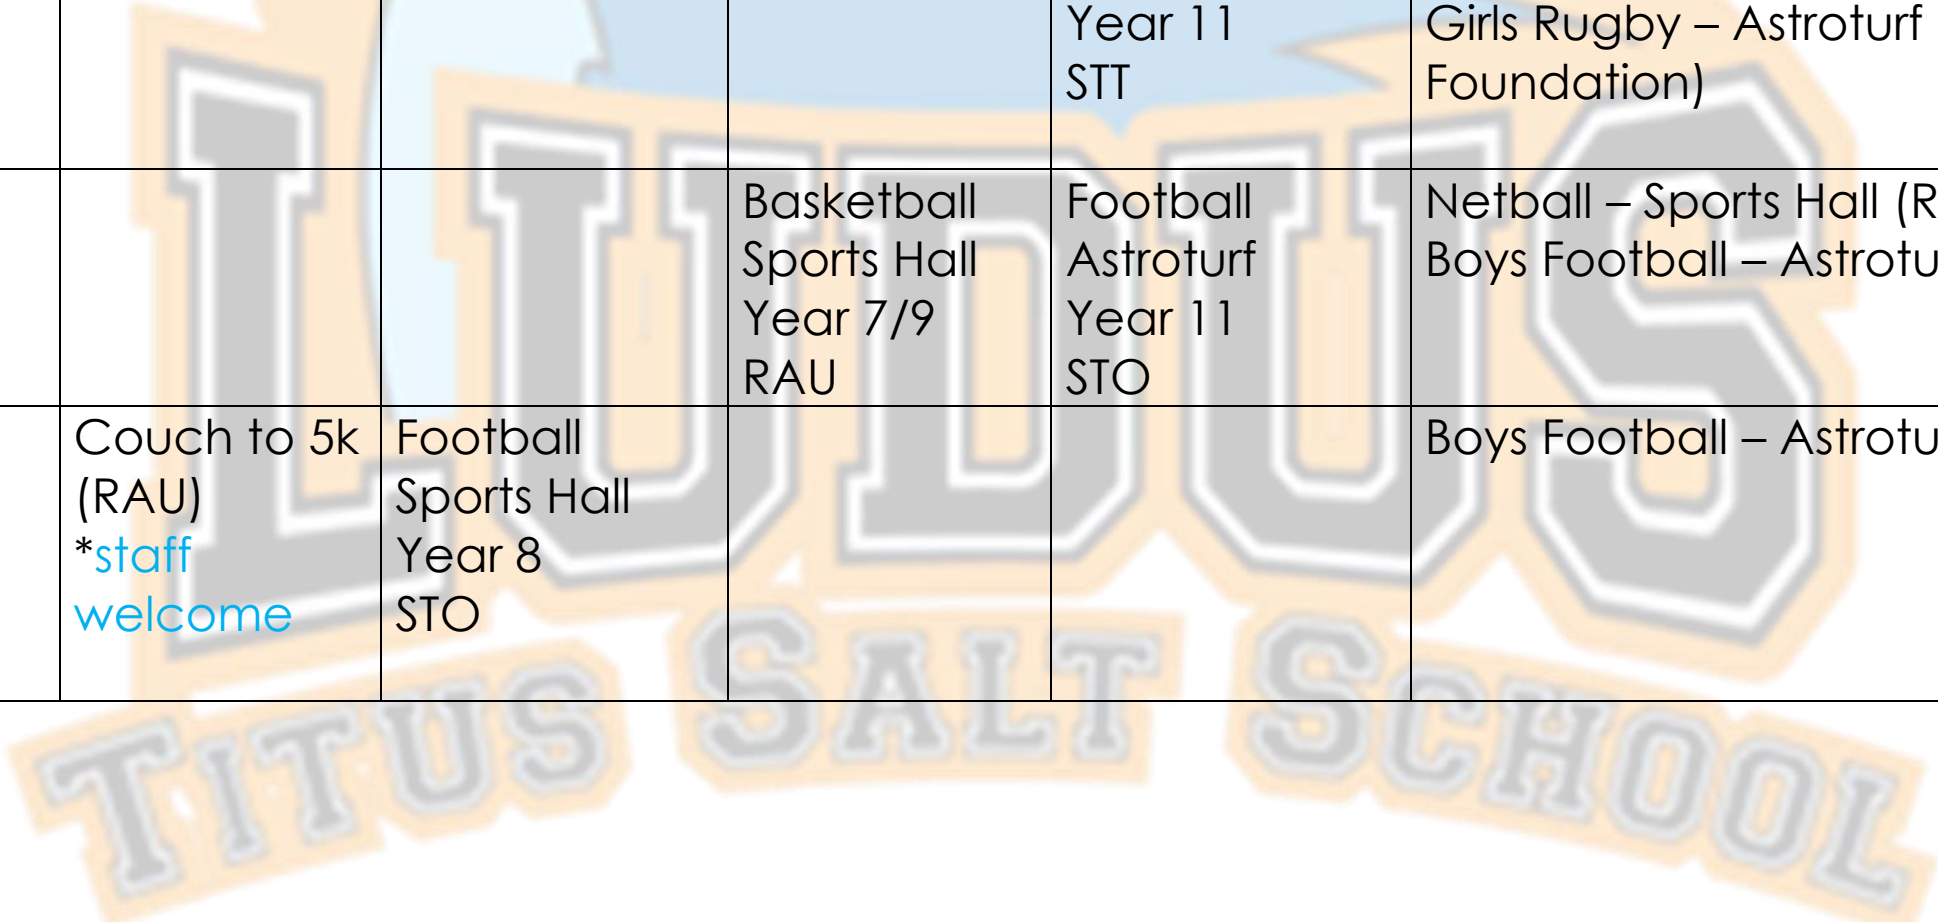 Year 11
STT
Girls Rugby – Astroturf
Foundation)
Basketball
Sports Hall
Year 7/9
RAU
Football
Astroturf
Year 11
STO
Netball – Sports Hall (R
Boys Football – Astrotu
Couch to 5k
(RAU)
*staff
welcome
Football
Sports Hall
Year 8
STO
Boys Football – Astrotu
LUDUS
TITUS SALT SCHOOL